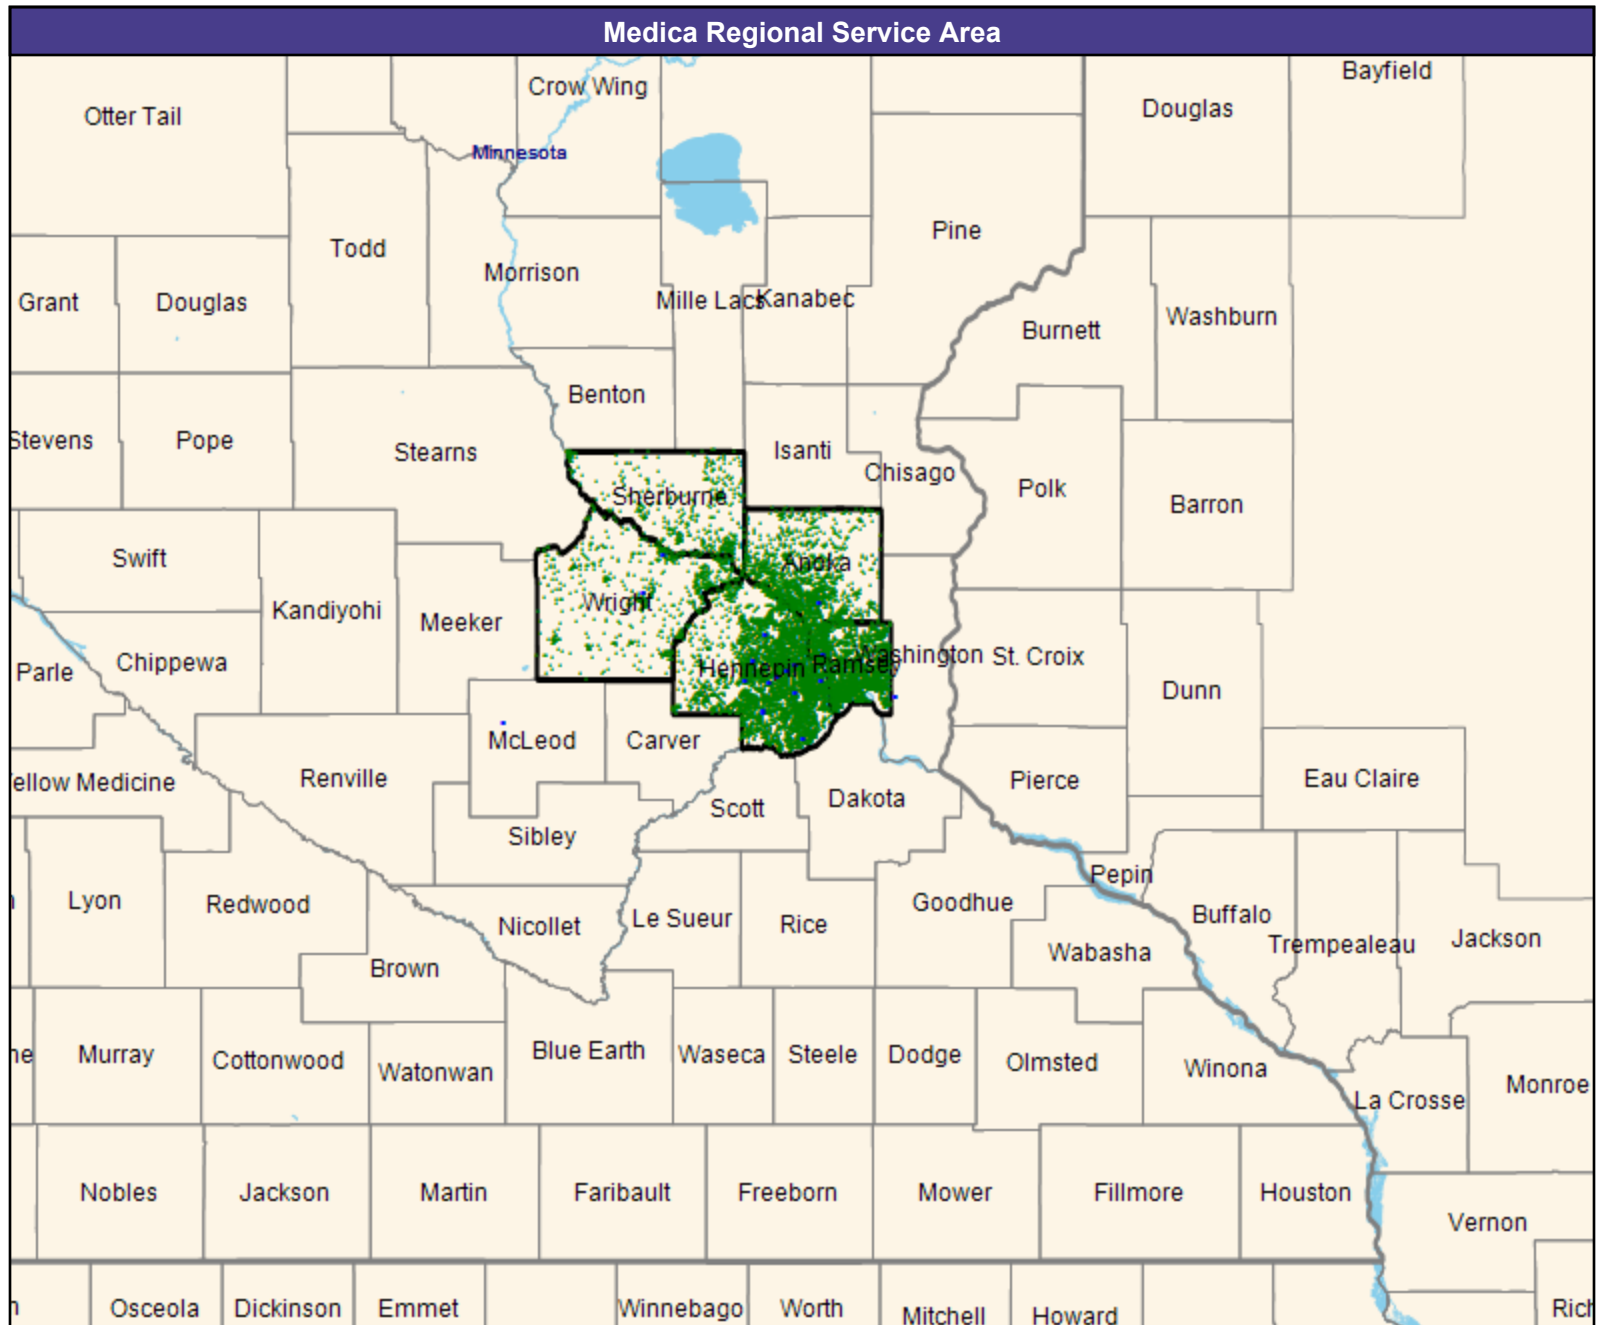 Medica Regional Service Area
Crow Wing
Bayfield
Otter Tail
Douglas
Minnesota
Pine
Todd
Morrison
Grant
Douglas
Mille Lacs
Kanabec
Washburn
Burnett
Benton
Stevens
Pope
Stearns
Isanti
Chisago
Polk
Barron
Sherburne
Swift
Anoka
Kandiyohi
Wright
Meeker
Parle
Chippewa
Hennepin
Ramsey
Washington
St. Croix
Dunn
McLeod
Carver
ellow Medicine
Renville
Pierce
Eau Claire
Scott
Dakota
Sibley
Pepin
Lyon
Redwood
Nicollet
Le Sueur
Rice
Goodhue
Buffalo
Trempealeau
Jackson
Brown
Wabasha
ne
Murray
Cottonwood
Watonwan
Blue Earth
Waseca
Steele
Dodge
Olmsted
Winona
La Crosse
Monroe
Nobles
Jackson
Martin
Faribault
Freeborn
Mower
Fillmore
Houston
Vernon
Osceola
Dickinson
Emmet
Winnebago
Worth
Mitchell
Howard
Rich